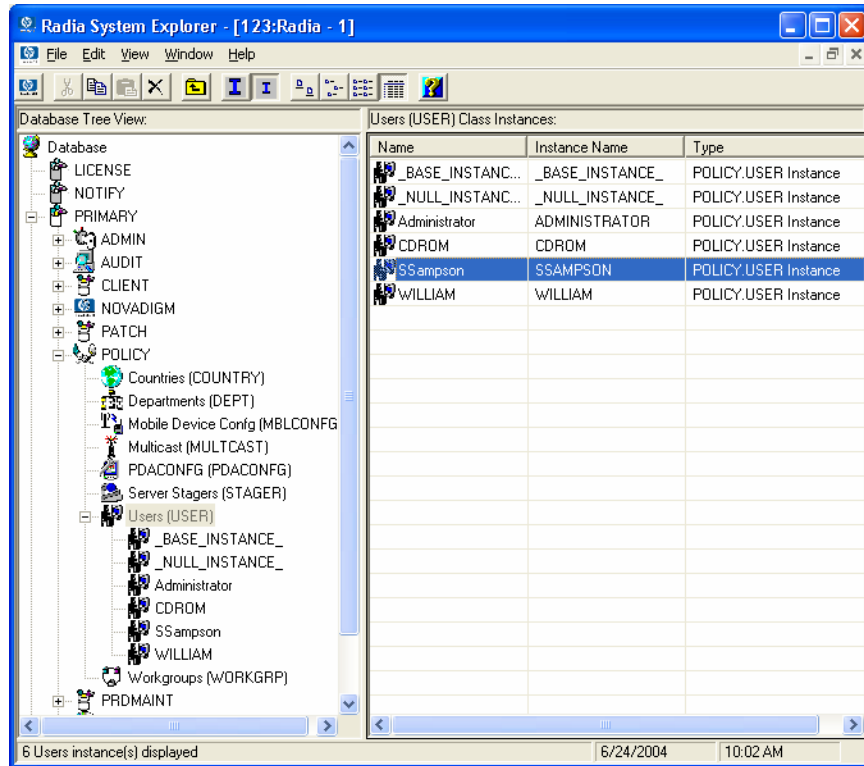 Radia System Explorer - [123:Radia - 1]
File Edit View Window Help
Database Tree View:
Database
LICENSE
NOTIFY
PRIMARY
ADMIN
AUDIT
CLIENT
NOVADIGM
PATCH
POLICY
Countries (COUNTRY)
Departments (DEPT)
Mobile Device Confg (MBLCONFG
Multicast (MULTCAST)
PDACONFG (PDACONFG)
Server Stagers (STAGER)
Users (USER)
_BASE_INSTANCE_
_NULL_INSTANCE_
Administrator
CDROM
SSampson
WILLIAM
Workgroups (WORKGRP)
PRDMAINT
Users (USER) Class Instances:
Name Instance Name Type
_BASE_INSTANC... _BASE_INSTANCE_ POLICY.USER Instance
_NULL_INSTANC... _NULL_INSTANCE_ POLICY.USER Instance
Administrator ADMINISTRATOR POLICY.USER Instance
CDROM CDROM POLICY.USER Instance
SSampson SSAMPSON POLICY.USER Instance
WILLIAM WILLIAM POLICY.USER Instance
6 Users instance(s) displayed 6/24/2004 10:02 AM